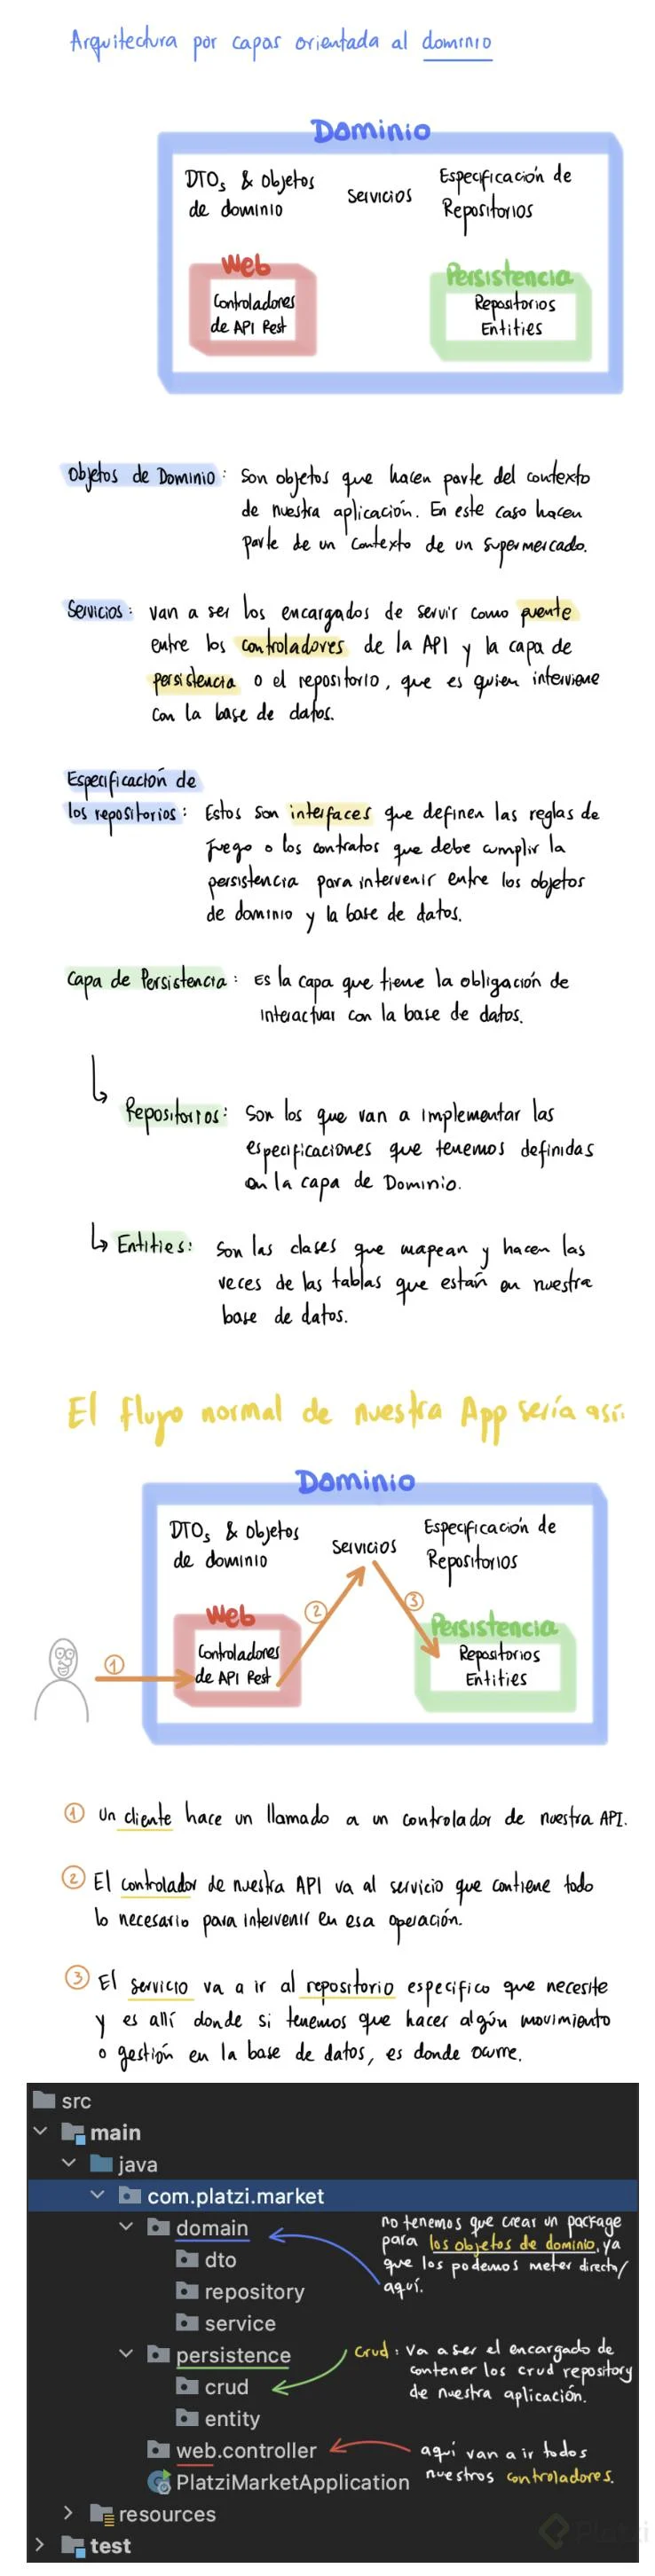 Arquitectura por capas orientada al dominio
Dominio
DTOs & Objetos
de dominio
Servicios
Especificación de
Repositorios
Web
Controladores
de API Rest
Persistencia
Repositorios
Entities
Objetos de Dominio: Son objetos que hacen parte del contexto
de nuestra aplicación. En este caso hacen
parte de un contexto de un supermercado.
Servicios: van a ser los encargados de servir como puente
entre los controladores de la API y la capa de
persistencia o el repositorio, que es quien interviene
con la base de datos.
Especificación de
los repositorios: Estos son interfaces que definen las reglas de
juego o los contratos que debe cumplir la
persistencia para intervenir entre los objetos
de dominio y la base de datos.
Capa de Persistencia: Es la capa que tiene la obligación de
interactuar con la base de datos.
Repositorios: Son los que van a implementar las
especificaciones que tenemos definidas
en la capa de Dominio.
Entities: Son las clases que mapean y hacen las
veces de las tablas que están en nuestra
base de datos.
El flujo normal de nuestra App sería así:
Dominio
DTOs & Objetos
de dominio
Servicios
Especificación de
Repositorios
Web
Controladores
de API Rest
Persistencia
Repositorios
Entities
1
2
3
1 Un cliente hace un llamado a un controlador de nuestra API.
2 El controlador de nuestra API va al servicio que contiene todo
lo necesario para intervenir en esa operación.
3 El servicio va a ir al repositorio especifico que necesite
y es allí donde si tenemos que hacer algún movimiento
o gestión en la base de datos, es donde ocurre.
src
main
java
com.platzi.market
domain
no tenemos que crear un package
para los objetos de dominio, ya
que los podemos meter direct/
aquí.
dto
repository
service
persistence
crud: Va a ser el encargado de
contener los crud repository
de nuestra aplicación.
crud
entity
web.controller
aquí van a ir todos
nuestros controladores.
PlatziMarketApplication
resources
test
Platzi